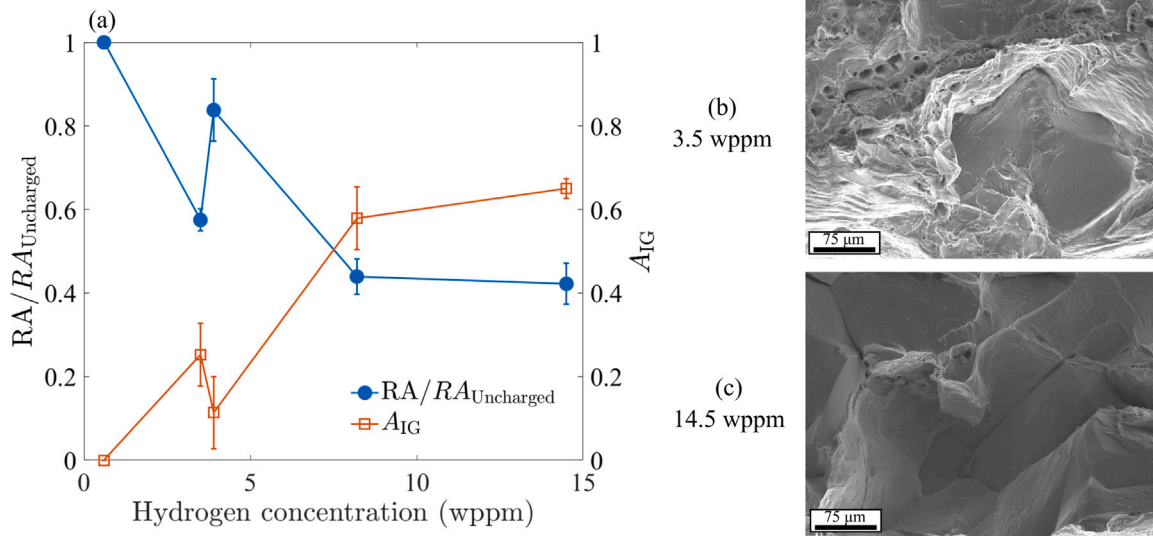 (a)
1
0.8
0.6
0.4
0.2
0
RA/RA_Uncharged
1
0.8
0.6
0.4
0.2
0
A_IG
RA/RA_Uncharged
A_IG
0 5 10 15
Hydrogen concentration (wppm)
(b)
3.5 wppm
75 μm
(c)
14.5 wppm
75 μm